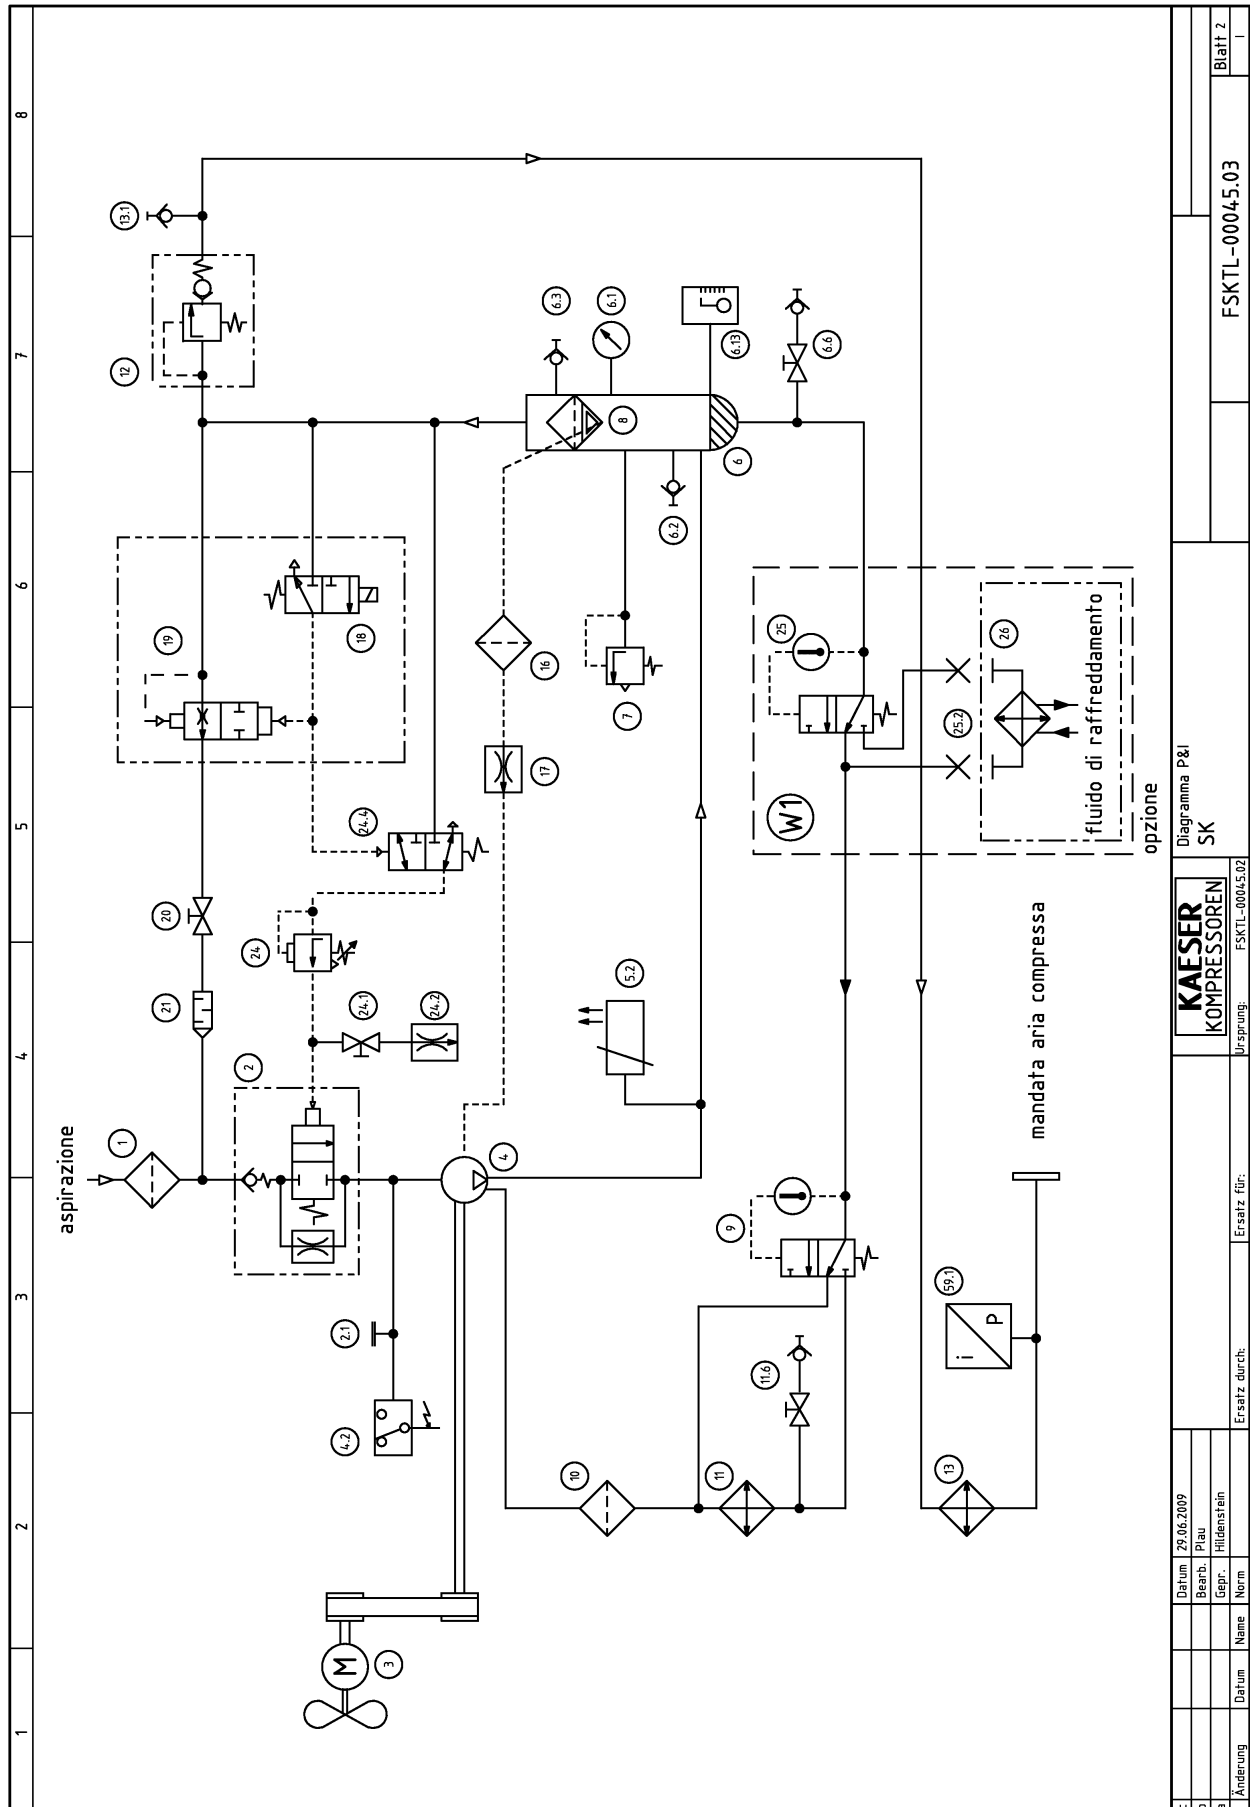 1
2
3
4
5
6
7
8
aspirazione
1
2
2.1
4.2
M
3
4
5.2
6
6.1
6.2
6.3
6.6
6.13
7
8
9
10
11
11.6
12
13
13.1
16
17
18
19
20
21
24
24.1
24.2
24.4
25
25.2
26
59.1
i
P
W1
fluido di raffreddamento
opzione
mandata aria compressa
Änderung
Datum
Name
Datum 29.06.2009
Bearb. Plau
Gepr. Hildenstein
Norm
Ersatz durch:
Ersatz für:
Ursprung: FSKTL-00045.02
KAESER
KOMPRESSOREN
Diagramma P&I
SK
FSKTL-00045.03
Blatt 2